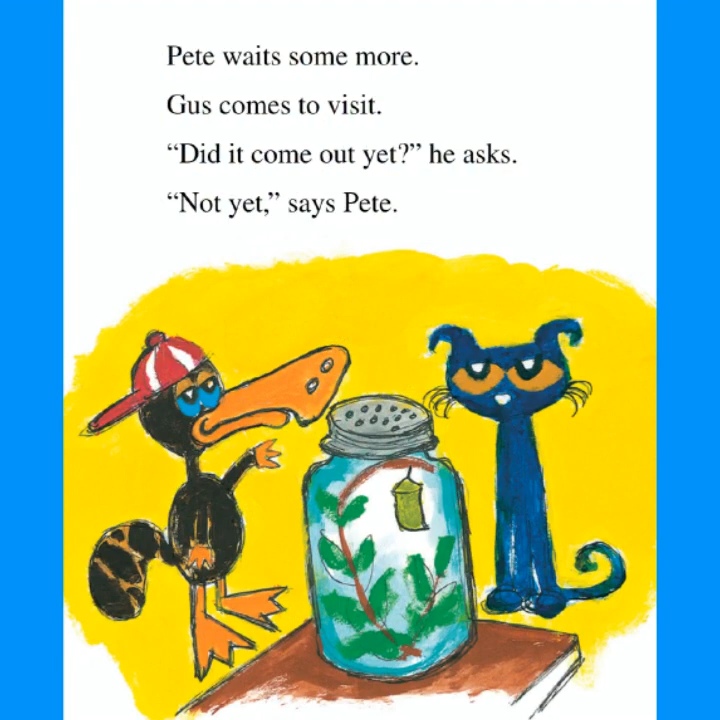 Pete waits some more.
Gus comes to visit.
“Did it come out yet?” he asks.
“Not yet,” says Pete.